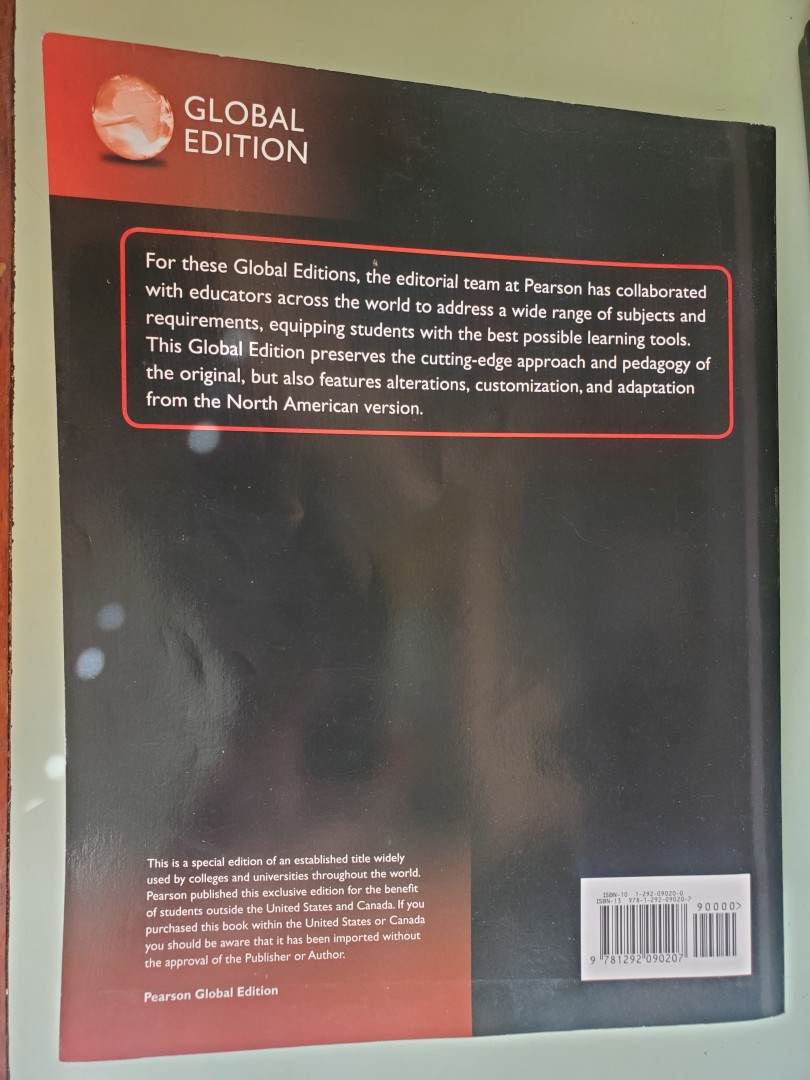 GLOBAL
EDITION
For these Global Editions, the editorial team at Pearson has collaborated
with educators across the world to address a wide range of subjects and
requirements, equipping students with the best possible learning tools.
This Global Edition preserves the cutting-edge approach and pedagogy of
the original, but also features alterations, customization, and adaptation
from the North American version.
This is a special edition of an established title widely
used by colleges and universities throughout the world.
Pearson published this exclusive edition for the benefit
of students outside the United States and Canada. If you
purchased this book within the United States or Canada
you should be aware that it has been imported without
the approval of the Publisher or Author.
Pearson Global Edition
ISBN-10 1-292-09020-0
ISBN-13 978-1-292-09020-7
90000>
9 781292 090207